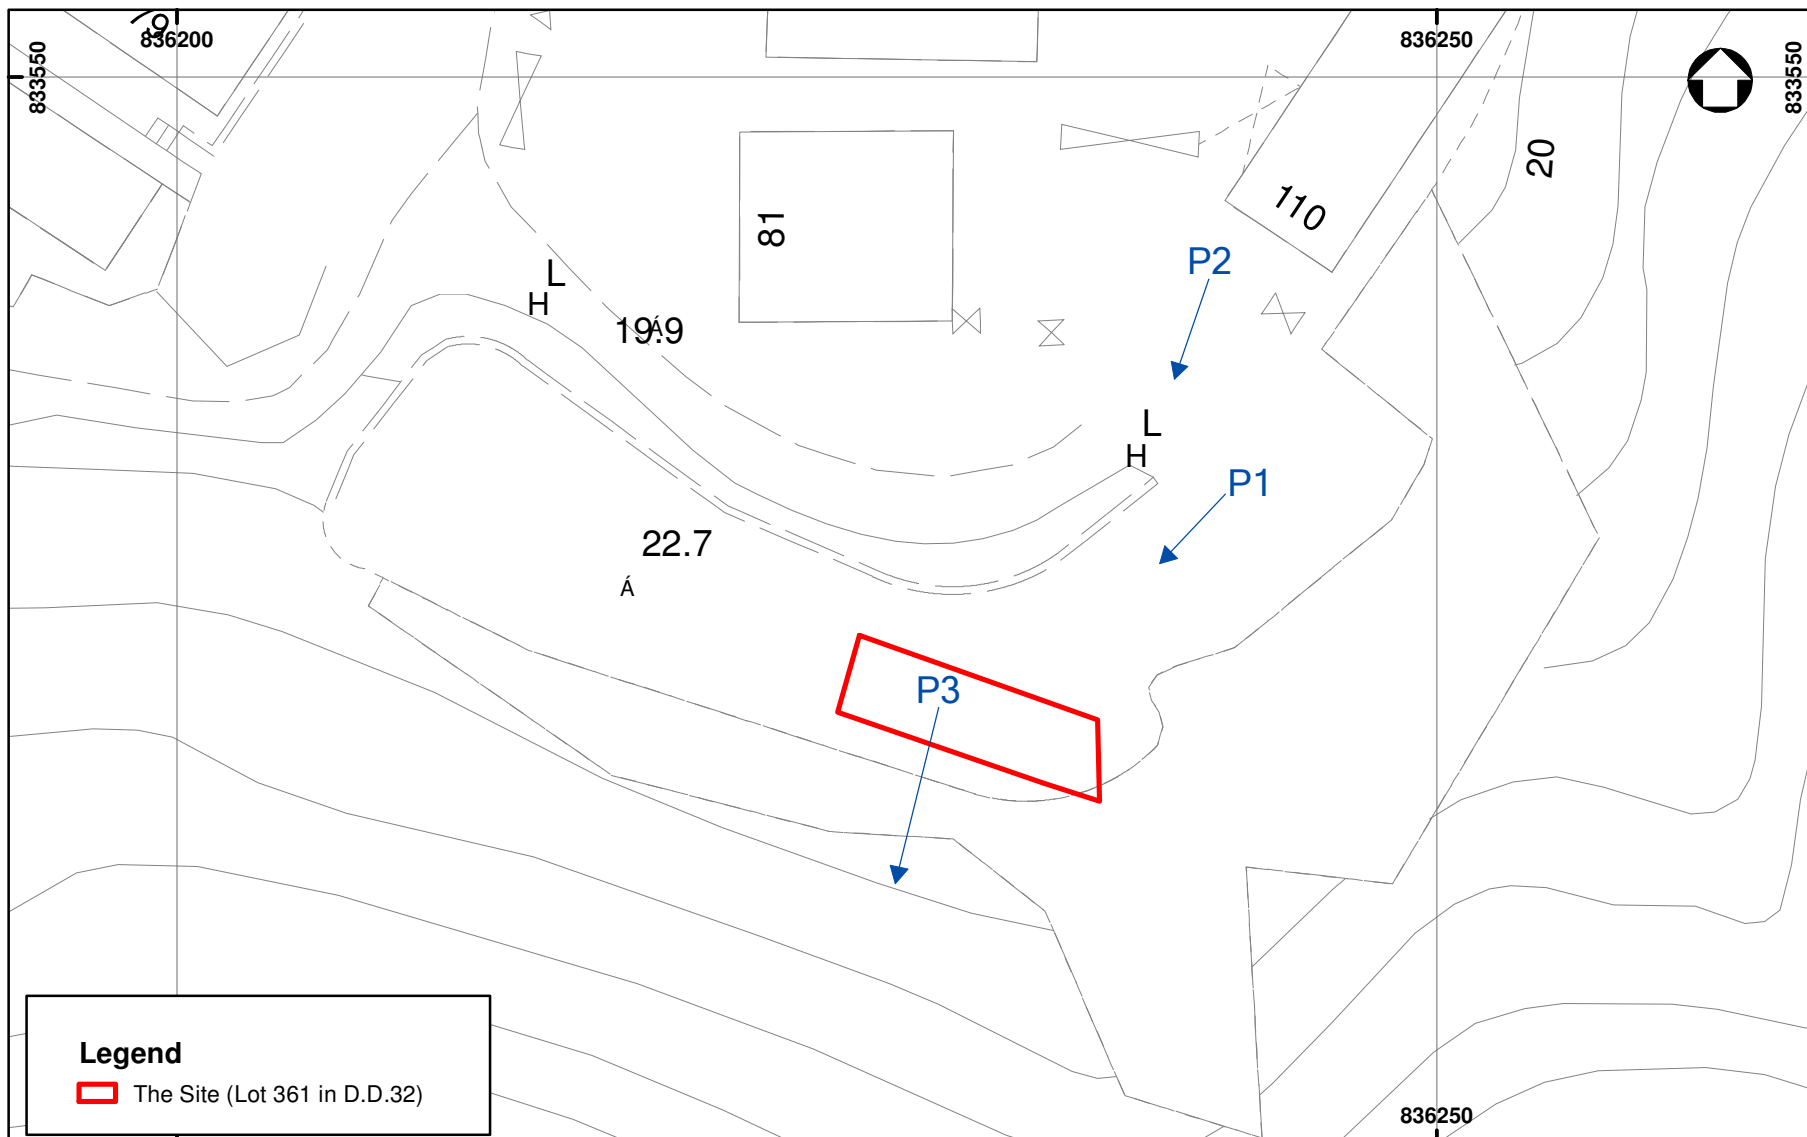 9
836200
836250
833550
833550
20
110
81
P2
L
H
19.9
Á
L
H
P1
22.7
Á
P3
Legend
The Site (Lot 361 in D.D.32)
836250